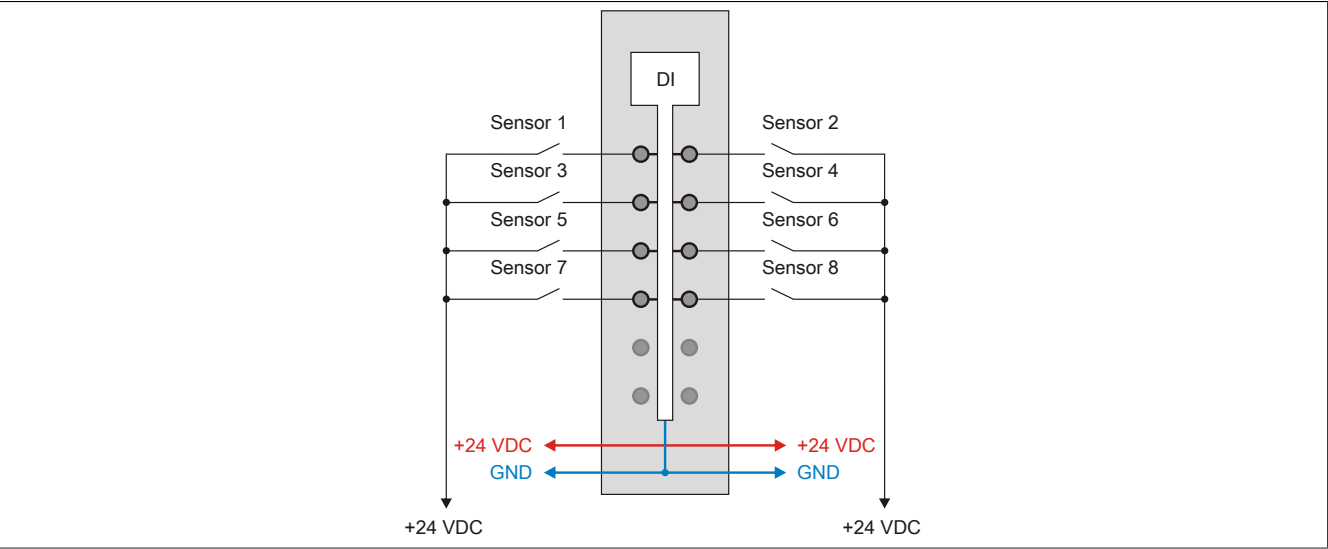 DI
Sensor 1
Sensor 2
Sensor 3
Sensor 4
Sensor 5
Sensor 6
Sensor 7
Sensor 8
+24 VDC
+24 VDC
GND
GND
+24 VDC
+24 VDC